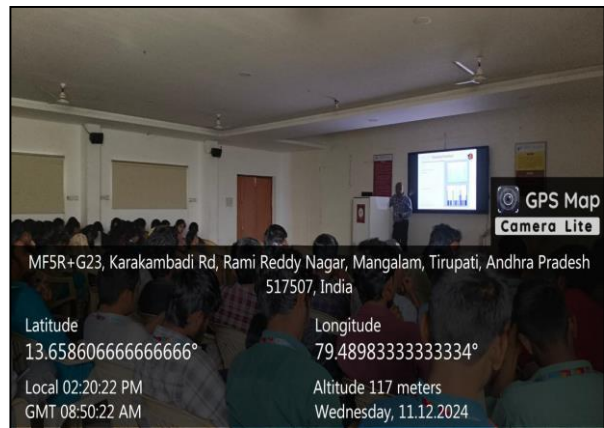 GPS Map
Camera Lite
MF5R+G23, Karakambadi Rd, Rami Reddy Nagar, Mangalam, Tirupati, Andhra Pradesh
517507, India
Latitude
13.658606666666666°
Longitude
79.48983333333334°
Local 02:20:22 PM
GMT 08:50:22 AM
Altitude 117 meters
Wednesday, 11.12.2024